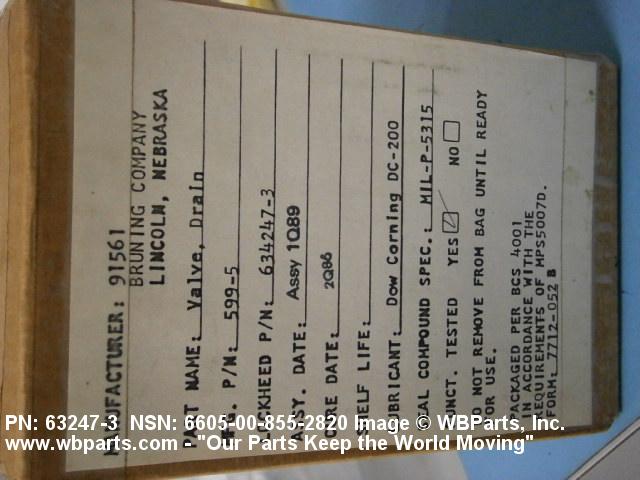 MANUFACTURER: 91561
BRUNING COMPANY
LINCOLN, NEBRASKA
PART NAME: Valve, Drain
P/N: 599-5
LOCKHEED P/N: 634247-3
ASSY. DATE: Assy 1Q89
CURE DATE: 2Q86
SHELF LIFE:
LUBRICANT: Dow Corning DC-200
SEAL COMPOUND SPEC.: MIL-P-5315
FUNCT. TESTED YES ☑ NO ☐
DO NOT REMOVE FROM BAG UNTIL READY
FOR USE.
PACKAGED PER BCS 4001
IN ACCORDANCE WITH THE
REQUIREMENTS OF MPS5007D.
FORM: 7712-052 B
PN: 63247-3 NSN: 6605-00-855-2820 Image © WBParts, Inc.
www.wbparts.com - "Our Parts Keep the World Moving"